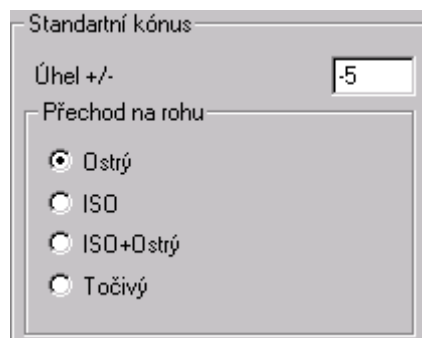 Standartní kónus
Úhel +/- -5
Přechod na rohu
Ostrý
ISO
ISO+Ostrý
Točivý